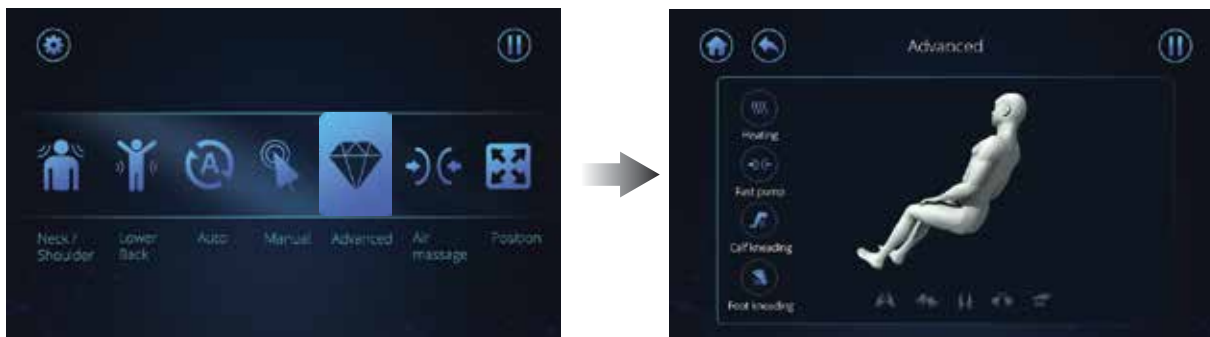 Neck /
Shoulder
Lower
Back
Auto
Manual
Advanced
Air
massage
Position
Advanced
Heating
Fast pump
Calf kneading
Foot kneading